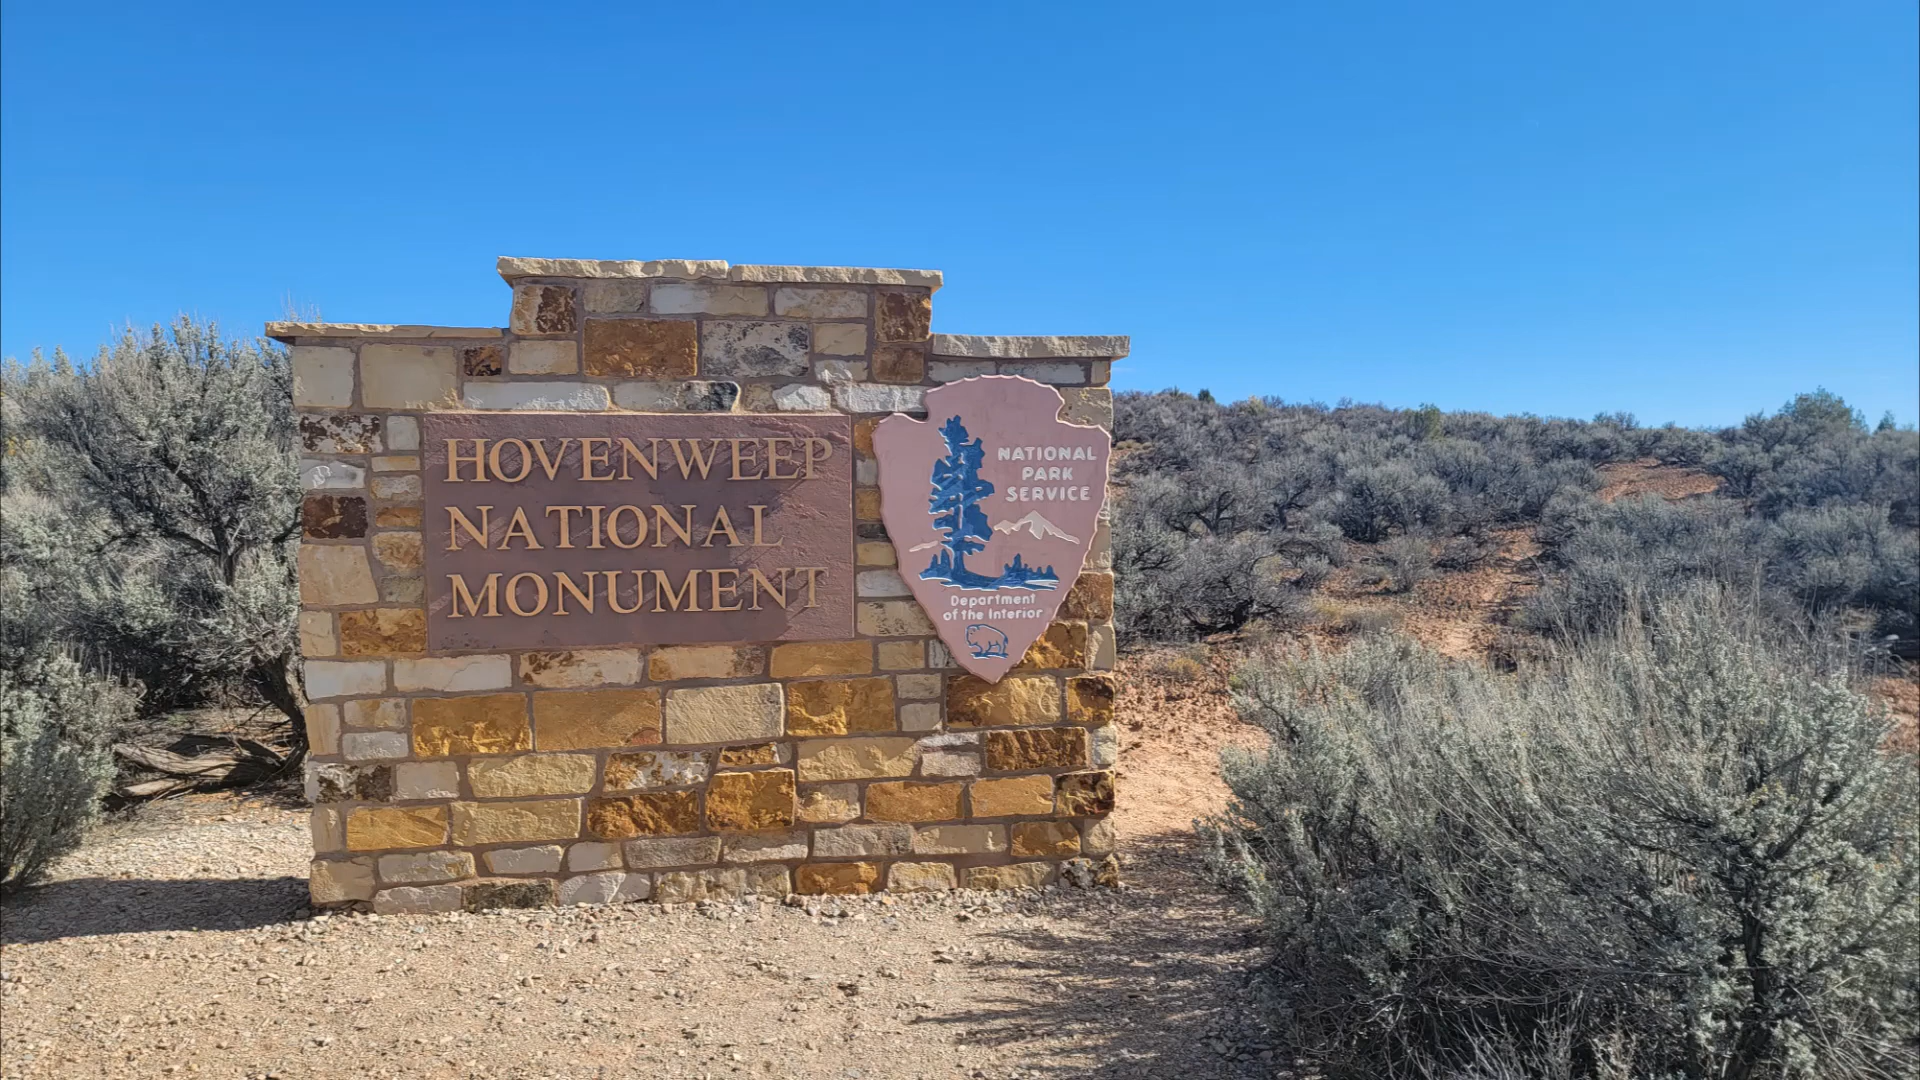 HOVENWEEP
NATIONAL
MONUMENT
NATIONAL
PARK
SERVICE
Department
of the Interior